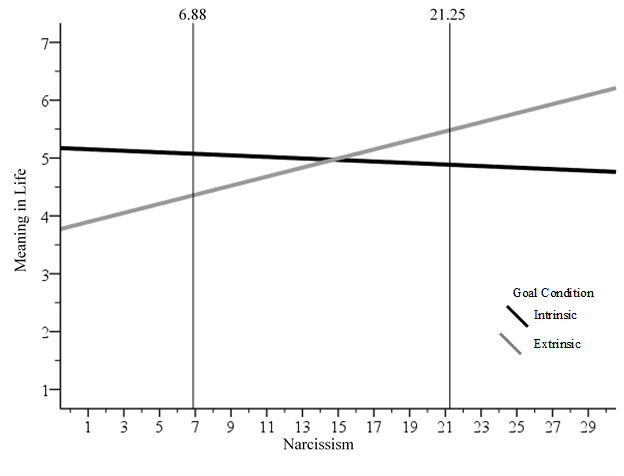 6.88 21.25
7
6
5
4
3
2
1
Meaning in Life
Goal Condition
Intrinsic
Extrinsic
1 3 5 7 9 11 13 15 17 19 21 23 25 27 29
Narcissism